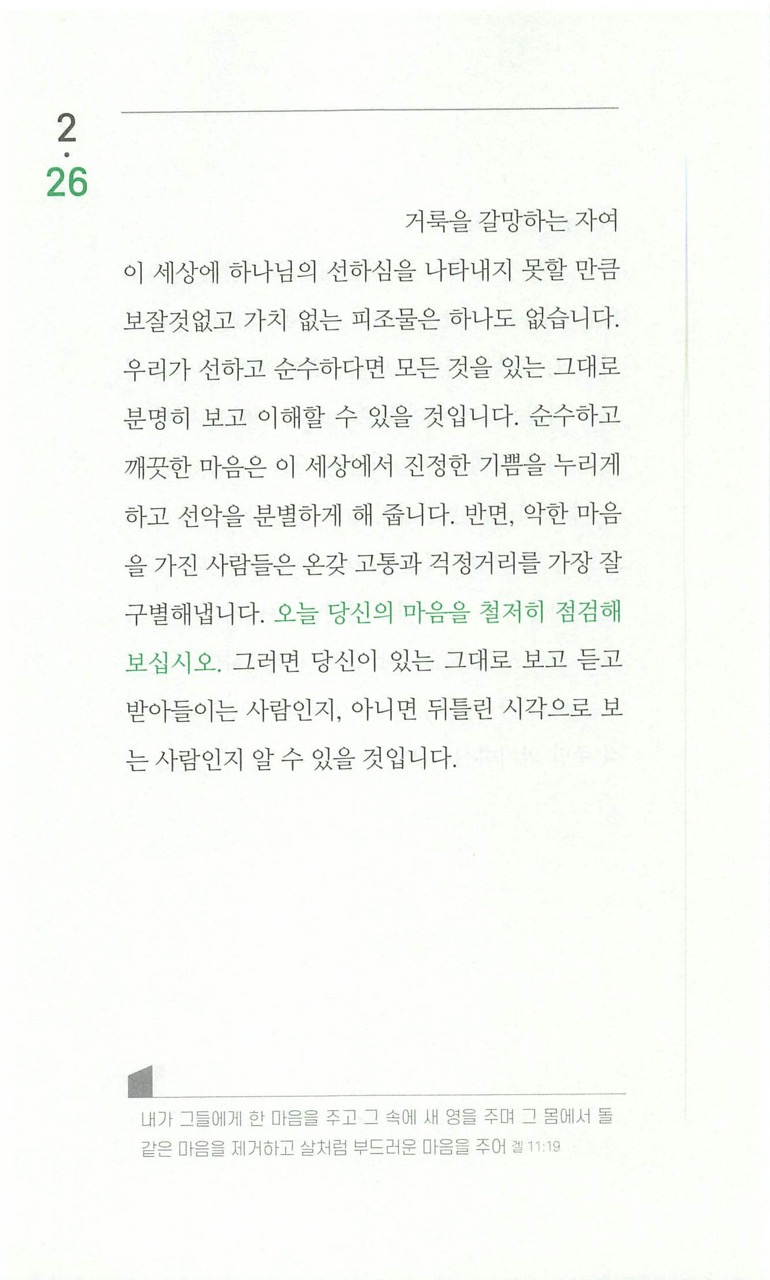 2
·
26
거룩을 갈망하는 자여
이 세상에 하나님의 선하심을 나타내지 못할 만큼
보잘것없고 가치 없는 피조물은 하나도 없습니다.
우리가 선하고 순수하다면 모든 것을 있는 그대로
분명히 보고 이해할 수 있을 것입니다. 순수하고
깨끗한 마음은 이 세상에서 진정한 기쁨을 누리게
하고 선악을 분별하게 해 줍니다. 반면, 악한 마음
을 가진 사람들은 온갖 고통과 걱정거리를 가장 잘
구별해냅니다. 오늘 당신의 마음을 철저히 점검해
보십시오. 그러면 당신이 있는 그대로 보고 듣고
받아들이는 사람인지, 아니면 뒤틀린 시각으로 보
는 사람인지 알 수 있을 것입니다.
내가 그들에게 한 마음을 주고 그 속에 새 영을 주며 그 몸에서 돌
같은 마음을 제거하고 살처럼 부드러운 마음을 주어 겔 11:19